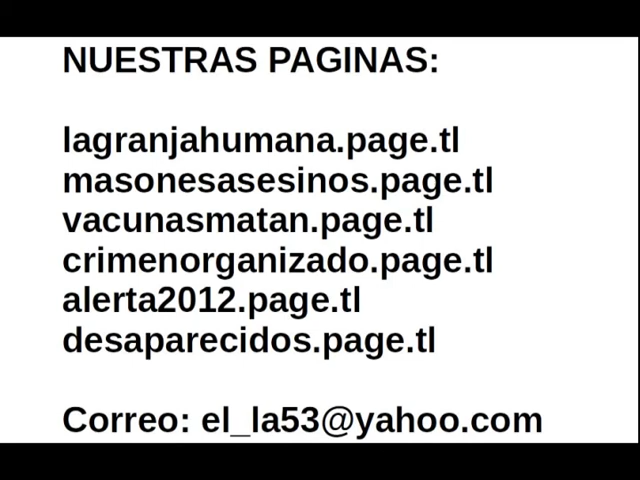 NUESTRAS PAGINAS:
lagranjahumana.page.tl
masonesasesinos.page.tl
vacunasmatan.page.tl
crimenorganizado.page.tl
alerta2012.page.tl
desaparecidos.page.tl
Correo: el_la53@yahoo.com